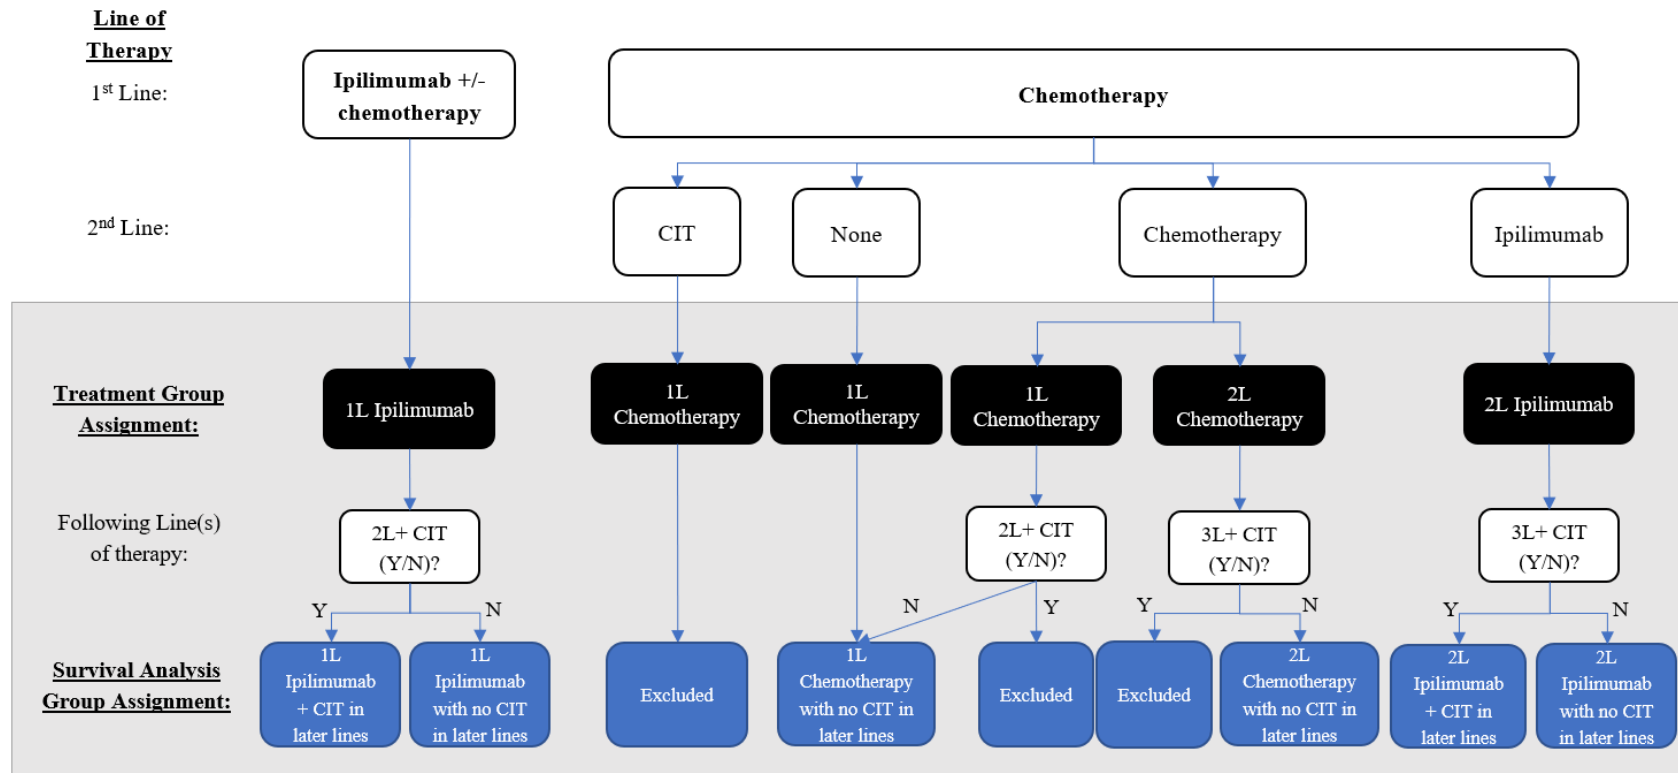 Line of
Therapy
1st Line:
Ipilimumab +/-
chemotherapy
Chemotherapy
2nd Line:
CIT
None
Chemotherapy
Ipilimumab
Treatment Group
Assignment:
1L Ipilimumab
1L
Chemotherapy
1L
Chemotherapy
1L
Chemotherapy
2L
Chemotherapy
2L Ipilimumab
Following Line(s)
of therapy:
2L+ CIT
(Y/N)?
2L+ CIT
(Y/N)?
3L+ CIT
(Y/N)?
3L+ CIT
(Y/N)?
Y
N
N
Y
Y
N
Y
N
Survival Analysis
Group Assignment:
1L
Ipilimumab
+ CIT in
later lines
1L
Ipilimumab
with no CIT
in later lines
Excluded
1L
Chemotherapy
with no CIT in
later lines
Excluded
Excluded
2L
Chemotherapy
with no CIT in
later lines
2L
Ipilimumab
+ CIT in
later lines
2L
Ipilimumab
with no CIT
in later lines